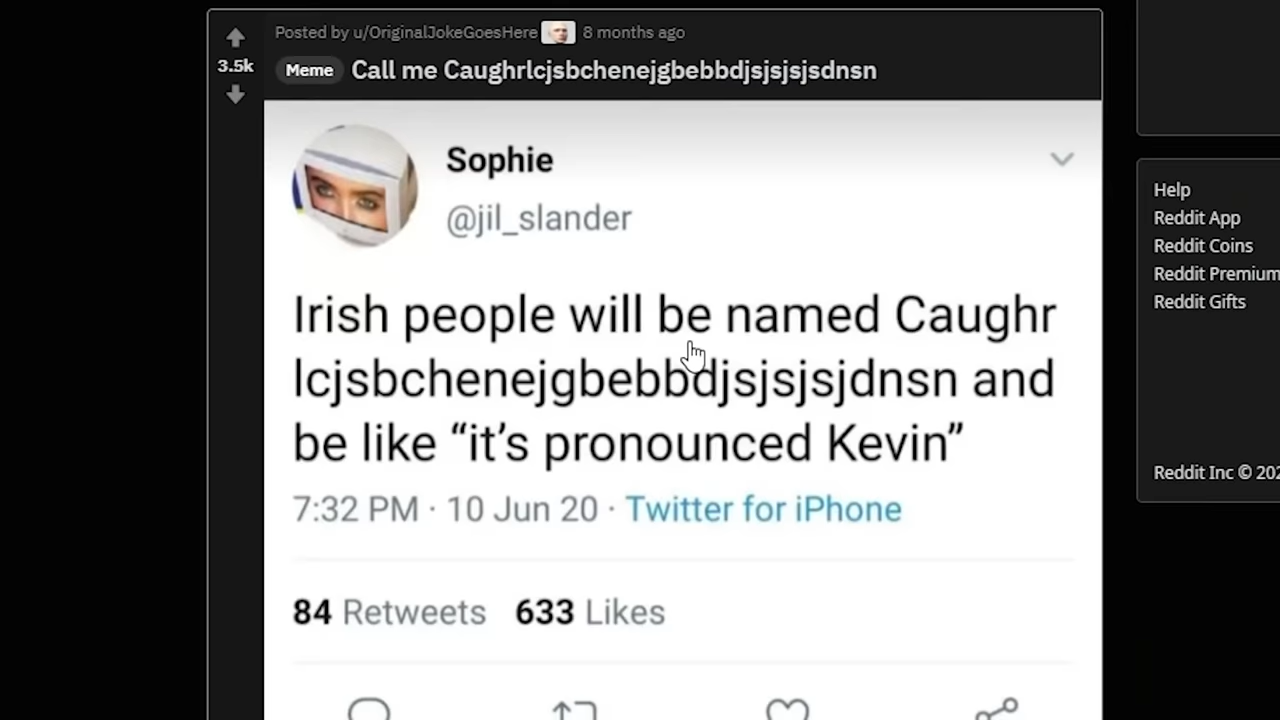 Posted by u/OriginalJokeGoesHere 8 months ago
3.5k
Meme Call me Caughrlcjsbchenejgbebbdjsjsjsjsdnsn
Sophie
@jil_slander
Irish people will be named Caughr
lcjsbchenejgbebbdjsjsjsjdnsn and
be like “it’s pronounced Kevin”
7:32 PM · 10 Jun 20 · Twitter for iPhone
84 Retweets 633 Likes
Help
Reddit App
Reddit Coins
Reddit Premium
Reddit Gifts
Reddit Inc ©